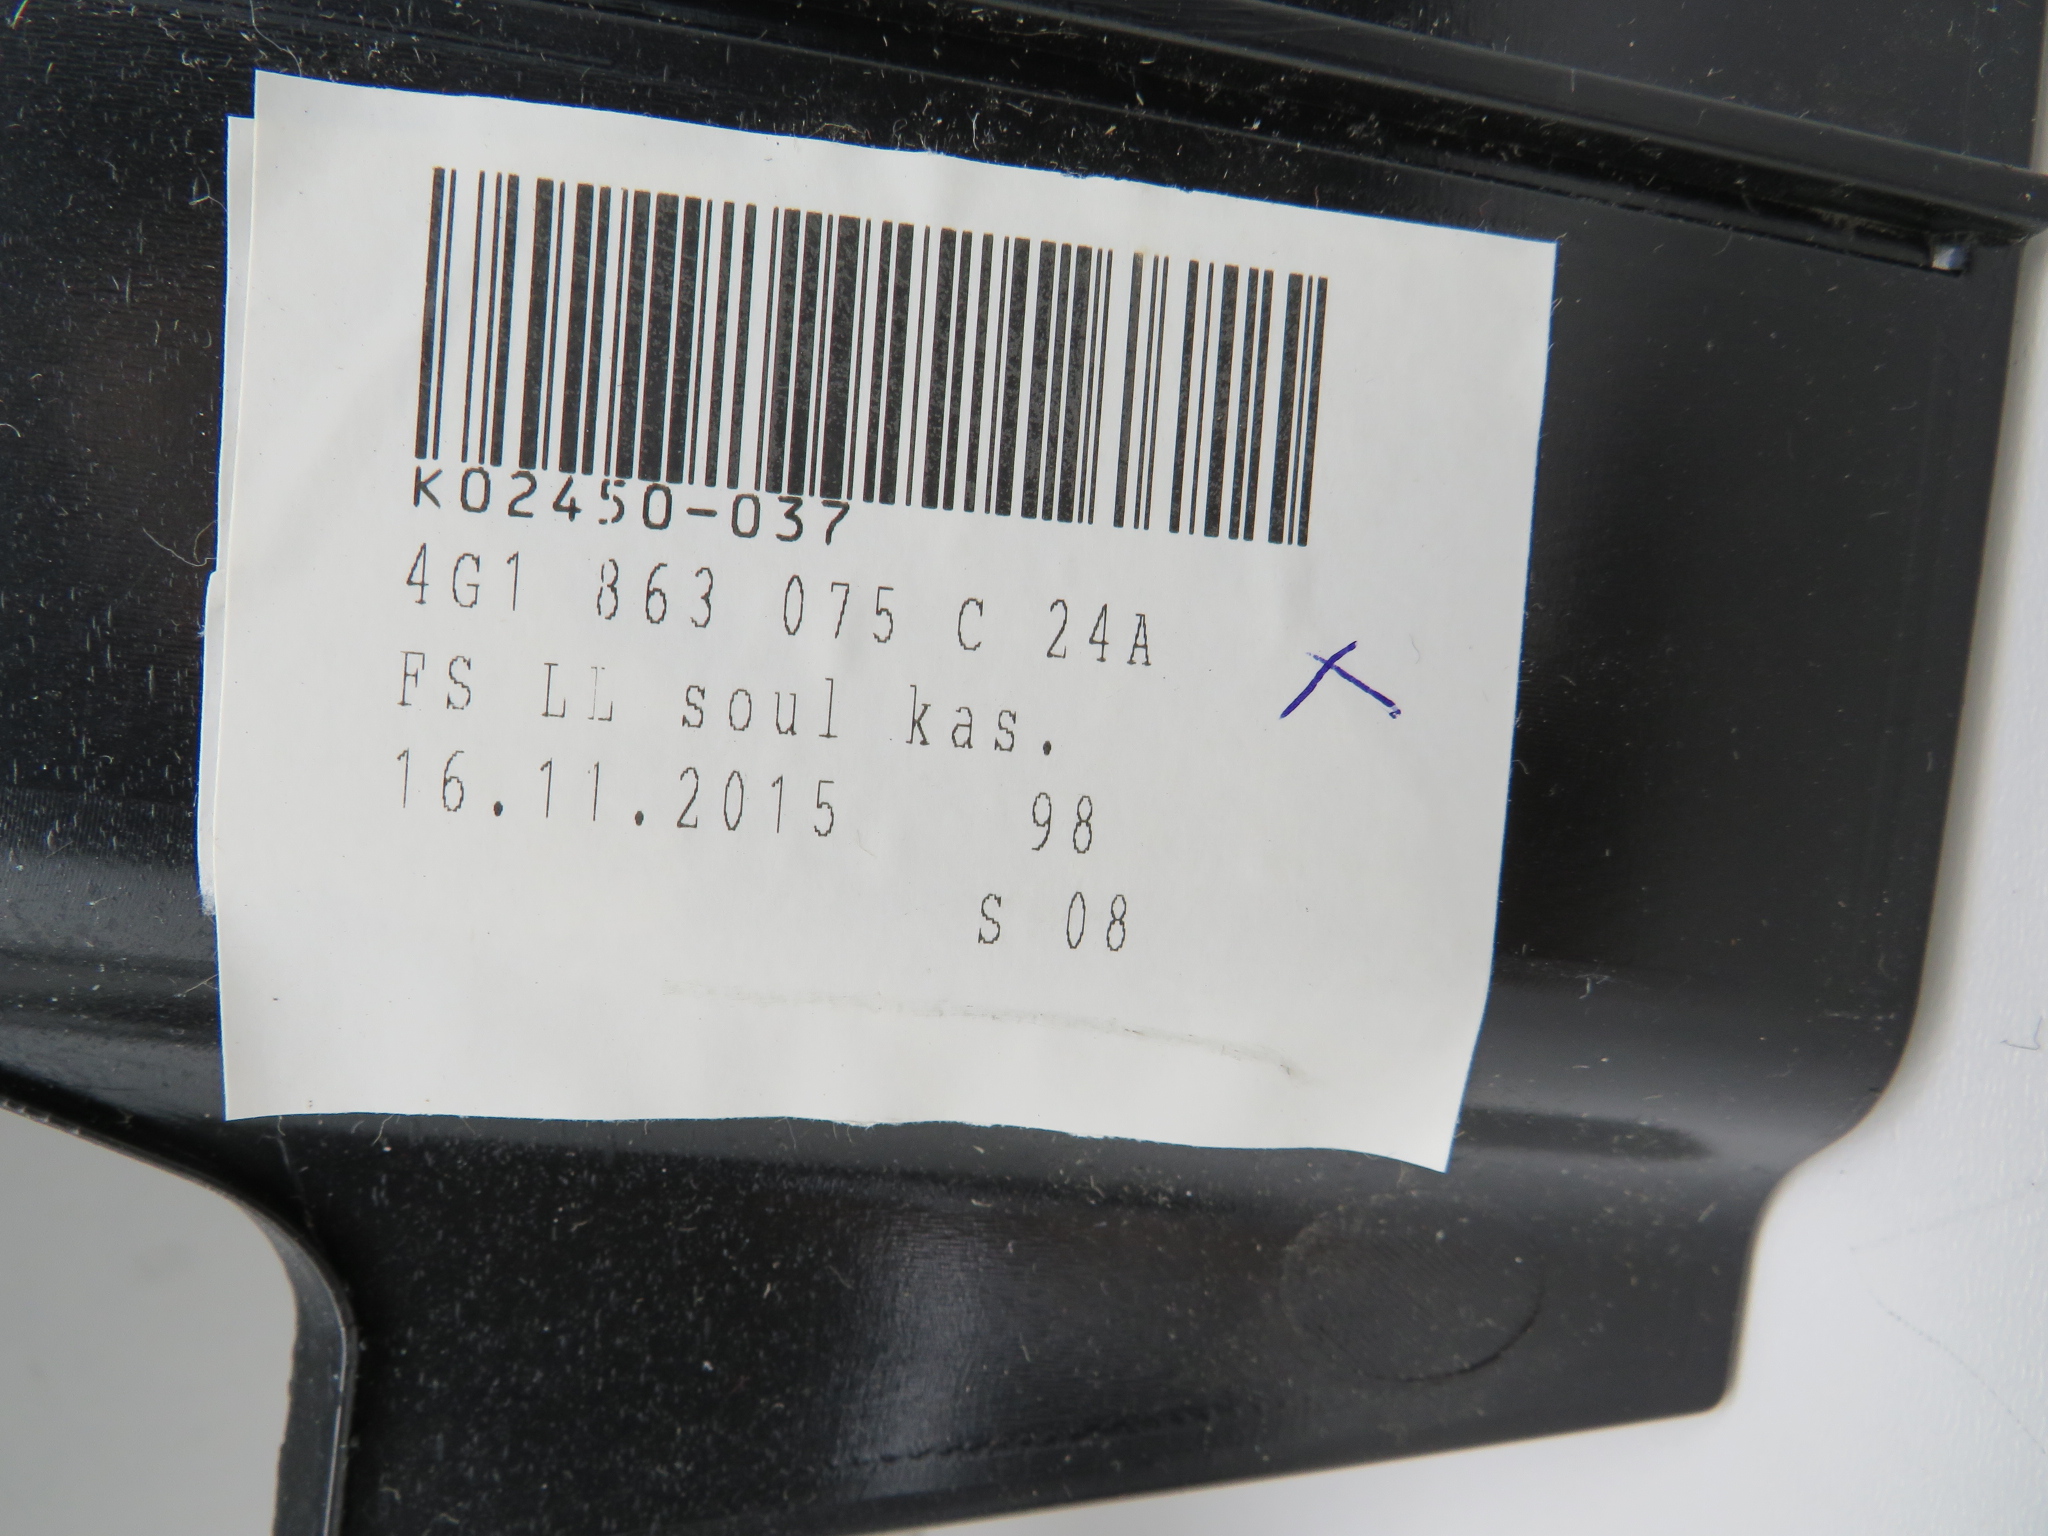 K02450-037
4G1 863 075 C 24A
FS LL soul kas.
16.11.2015 98
S 08